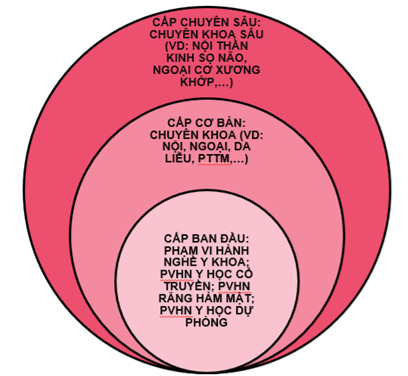 CẤP CHUYÊN SÂU:
CHUYÊN KHOA SÂU
(VD: NỘI THẦN
KINH SỌ NÃO,
NGOẠI CƠ XƯƠNG
KHỚP,...)
CẤP CƠ BẢN:
CHUYÊN KHOA (VD:
NỘI, NGOẠI, DA
LIỄU, PTTM,...)
CẤP BAN ĐẦU:
PHẠM VI HÀNH
NGHỀ Y KHOA;
PVHN Y HỌC CỔ
TRUYỀN; PVHN
RĂNG HÀM MẶT;
PVHN Y HỌC DỰ
PHÒNG